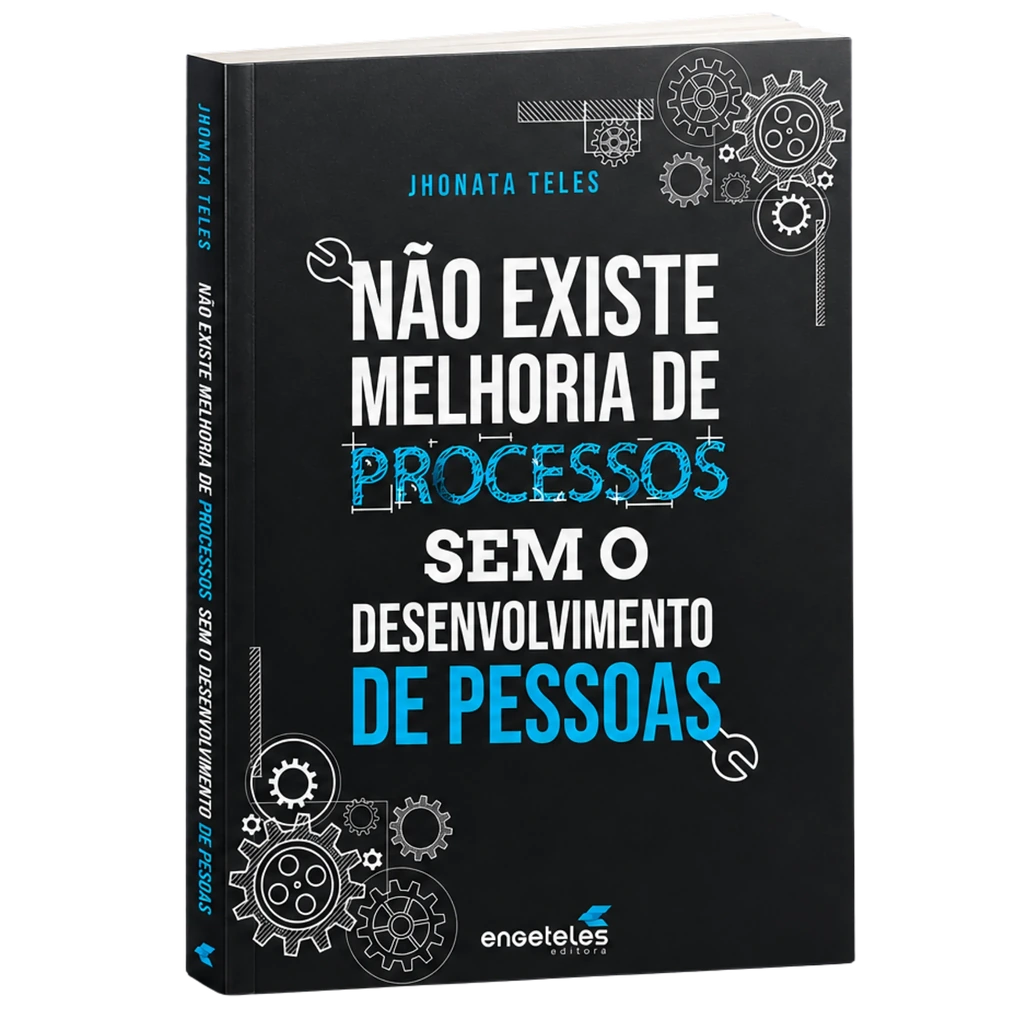 JHONATA TELES
NÃO EXISTE
MELHORIA DE
PROCESSOS
SEM O
DESENVOLVIMENTO
DE PESSOAS
engeteles
editora
JHONATA TELES NÃO EXISTE MELHORIA DE PROCESSOS SEM O DESENVOLVIMENTO DE PESOAS